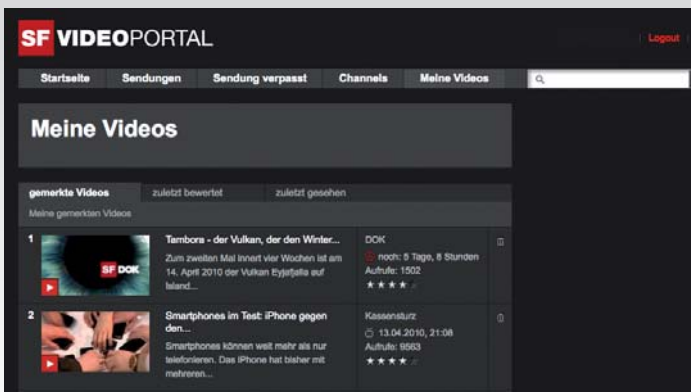 SF VIDEOPORTAL
Logout
Startseite Sendungen Sendung verpasst Channels Meine Videos
Meine Videos
gemerkte Videos zuletzt bewertet zuletzt gesehen
Meine gemerkten Videos
1 Tambora - der Vulkan, der den Winter... DOK
SF DOK
Zum zweiten Mal innert vier Wochen ist am noch: 5 Tage, 8 Stunden
14. April 2010 der Vulkan Eyjafjalla auf Aufrufe: 1502
Island...
2 Smartphones im Test: iPhone gegen Kassensturz
den... 13.04.2010, 21:08
Smartphones können weit mehr als nur Aufrufe: 9563
telefonieren. Das iPhone hat bisher mit
mehreren...